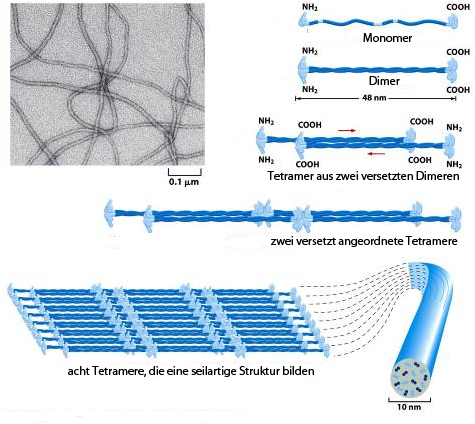 NH2 COOH
Monomer
NH2 COOH
NH2 COOH
Dimer
48 nm
0.1 µm
NH2 COOH COOH NH2
NH2 COOH COOH NH2
Tetramer aus zwei versetzten Dimeren
zwei versetzt angeordnete Tetramere
acht Tetramere, die eine seilartige Struktur bilden
10 nm